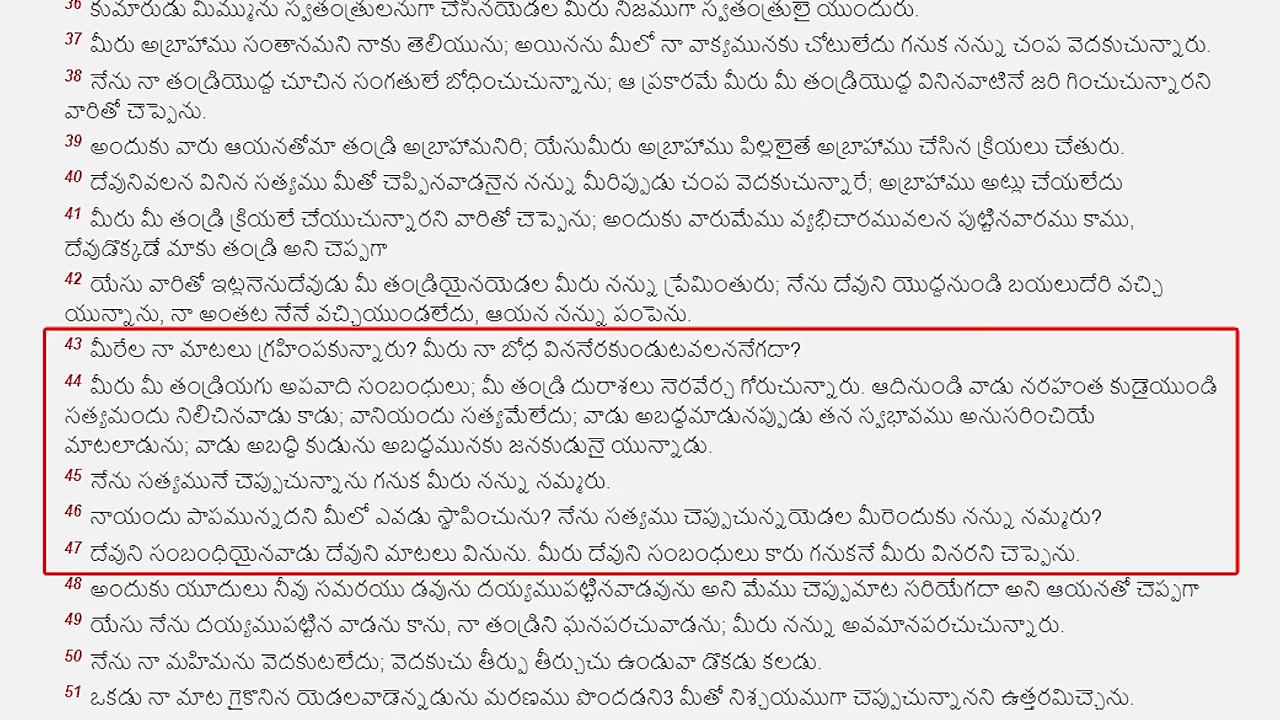 36 కుమారుడు మిమ్మును స్వతంత్రులనుగా చేసినయెడల మీరు నిజముగా స్వతంత్రులై యుందురు.
37 మీరు అబ్రాహాము సంతానమని నాకు తెలియును; అయినను మీలో నా వాక్యమునకు చోటులేదు గనుక నన్ను చంప వెదకుచున్నారు.
38 నేను నా తండ్రియొద్ద చూచిన సంగతులే బోధించుచున్నాను; ఆ ప్రకారమే మీరు మీ తండ్రియొద్ద వినినవాటినే జరి గించుచున్నారని
వారితో చెప్పెను.
39 అందుకు వారు ఆయనతోమా తండ్రి అబ్రాహామనిరి; యేసుమీరు అబ్రాహాము పిల్లలైతే అబ్రాహాము చేసిన క్రియలు చేతురు.
40 దేవునివలన వినిన సత్యము మీతో చెప్పినవాడనైన నన్ను మీరిప్పుడు చంప వెదకుచున్నారే; అబ్రాహాము అట్లు చేయలేదు
41 మీరు మీ తండ్రి క్రియలే చేయుచున్నారని వారితో చెప్పెను; అందుకు వారుమేము వ్యభిచారమువలన పుట్టినవారము కాము,
దేవుడొక్కడే మాకు తండ్రి అని చెప్పగా
42 యేసు వారితో ఇట్లనెనుదేవుడు మీ తండ్రియైనయెడల మీరు నన్ను ప్రేమింతురు; నేను దేవుని యొద్దనుండి బయలుదేరి వచ్చి
యున్నాను, నా అంతట నేనే వచ్చియుండలేదు, ఆయన నన్ను పంపెను.
43 మీరేల నా మాటలు గ్రహింపకున్నారు? మీరు నా బోధ విననేరకుండుటవలననేగదా?
44 మీరు మీ తండ్రియగు అపవాది సంబంధులు; మీ తండ్రి దురాశలు నెరవేర్చ గోరుచున్నారు. ఆదినుండి వాడు నరహంత కుడైయుండి
సత్యమందు నిలిచినవాడు కాడు; వానియందు సత్యమేలేదు; వాడు అబద్ధమాడునప్పుడు తన స్వభావము అనుసరించియే
మాటలాడును; వాడు అబద్ధి కుడును అబద్ధమునకు జనకుడునై యున్నాడు.
45 నేను సత్యమునే చెప్పుచున్నాను గనుక మీరు నన్ను నమ్మరు.
46 నాయందు పాపమున్నదని మీలో ఎవడు స్థాపించును? నేను సత్యము చెప్పుచున్నయెడల మీరెందుకు నన్ను నమ్మరు?
47 దేవుని సంబంధియైనవాడు దేవుని మాటలు వినును. మీరు దేవుని సంబంధులు కారు గనుకనే మీరు వినరని చెప్పెను.
48 అందుకు యూదులు నీవు సమరయు డవును దయ్యముపట్టినవాడవును అని మేము చెప్పుమాట సరియేగదా అని ఆయనతో చెప్పగా
49 యేసు నేను దయ్యముపట్టిన వాడను కాను, నా తండ్రిని ఘనపరచువాడను; మీరు నన్ను అవమానపరచుచున్నారు.
50 నేను నా మహిమను వెదకుటలేదు; వెదకుచు తీర్పు తీర్చుచు ఉండువా డొకడు కలడు.
51 ఒకడు నా మాట గైకొనిన యెడలవాడెన్నడును మరణము పొందడని3 మీతో నిశ్చయముగా చెప్పుచున్నానని ఉత్తరమిచ్చెను.